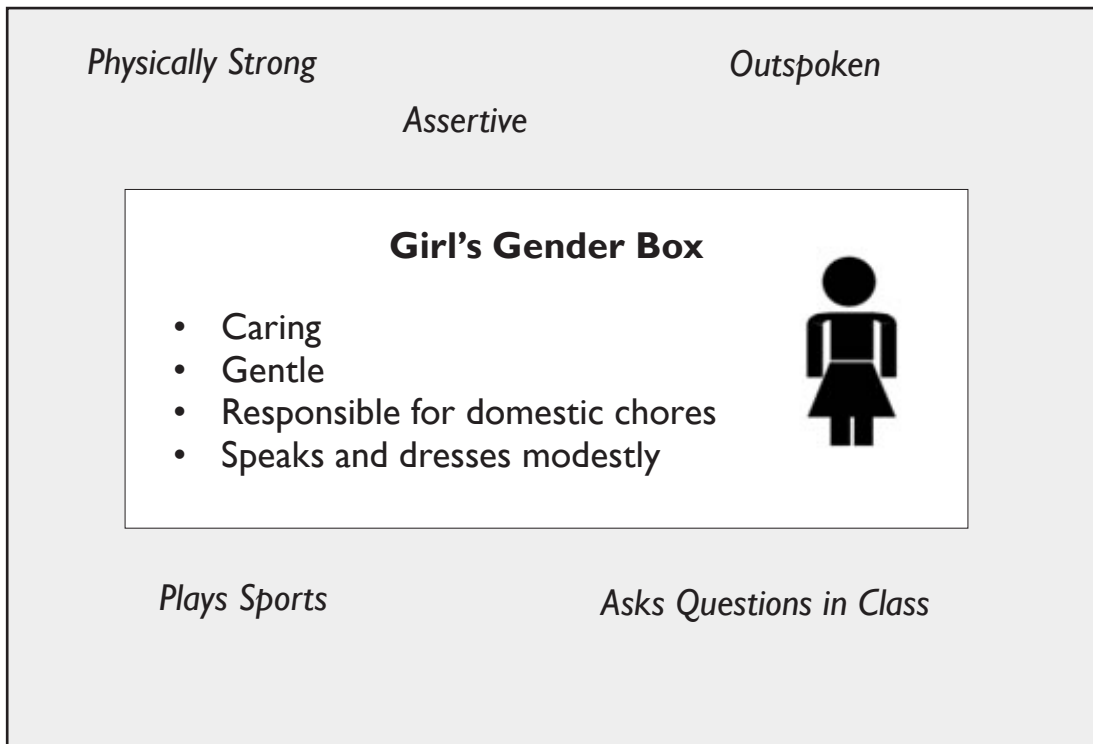 Physically Strong
Outspoken
Assertive
Girl's Gender Box
• Caring
• Gentle
• Responsible for domestic chores
• Speaks and dresses modestly
Plays Sports
Asks Questions in Class